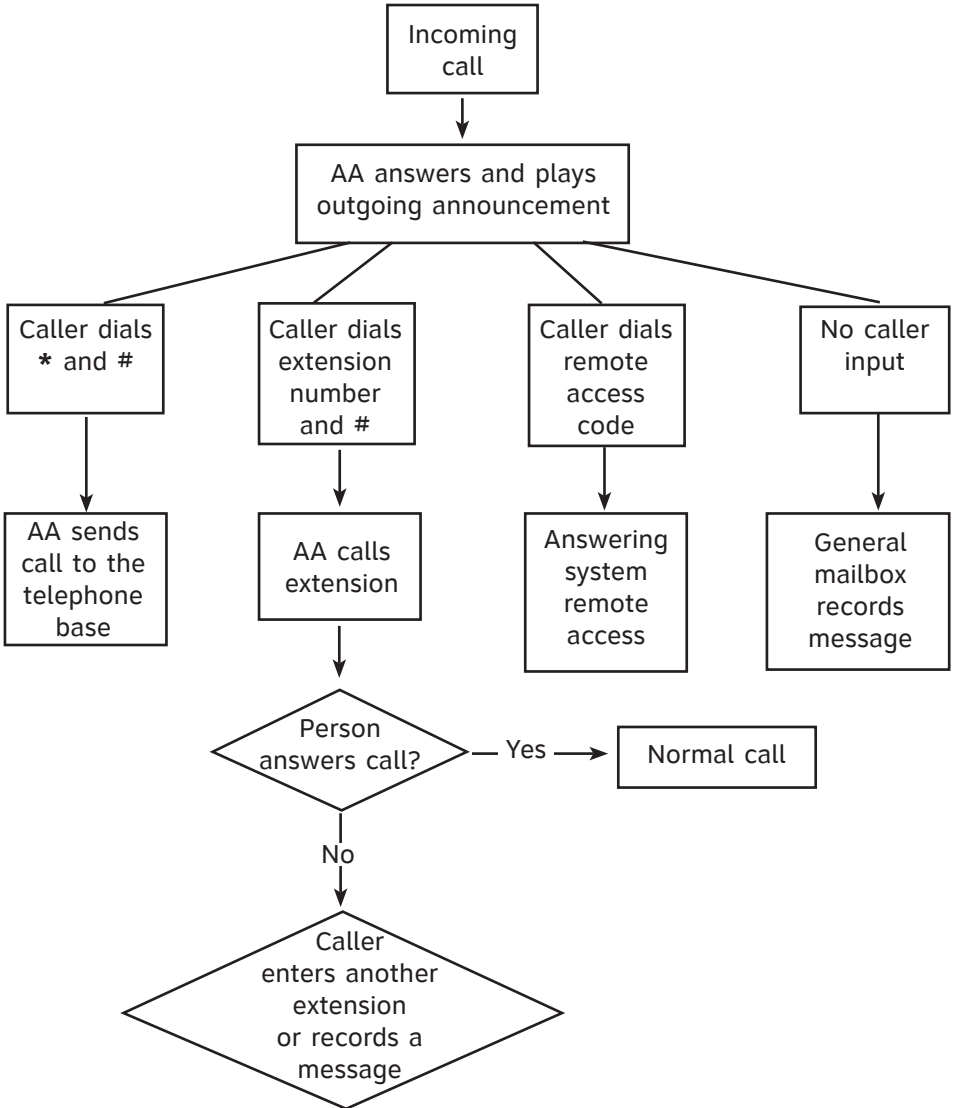 Incoming
call
AA answers and plays
outgoing announcement
Caller dials
* and #
Caller dials
extension
number
and #
Caller dials
remote
access
code
No caller
input
AA sends
call to the
telephone
base
AA calls
extension
Answering
system
remote
access
General
mailbox
records
message
Person
answers call?
Yes
Normal call
No
Caller
enters another
extension
or records a
message